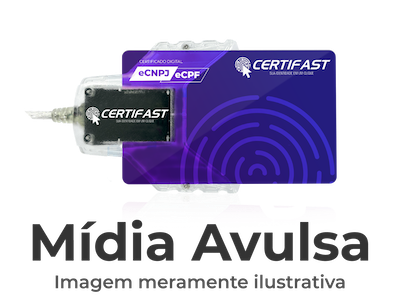 CERTIFICADO DIGITAL
eCNPJ eCPF
CERTIFAST
CERTIFAST
Mídia Avulsa
Imagem meramente ilustrativa